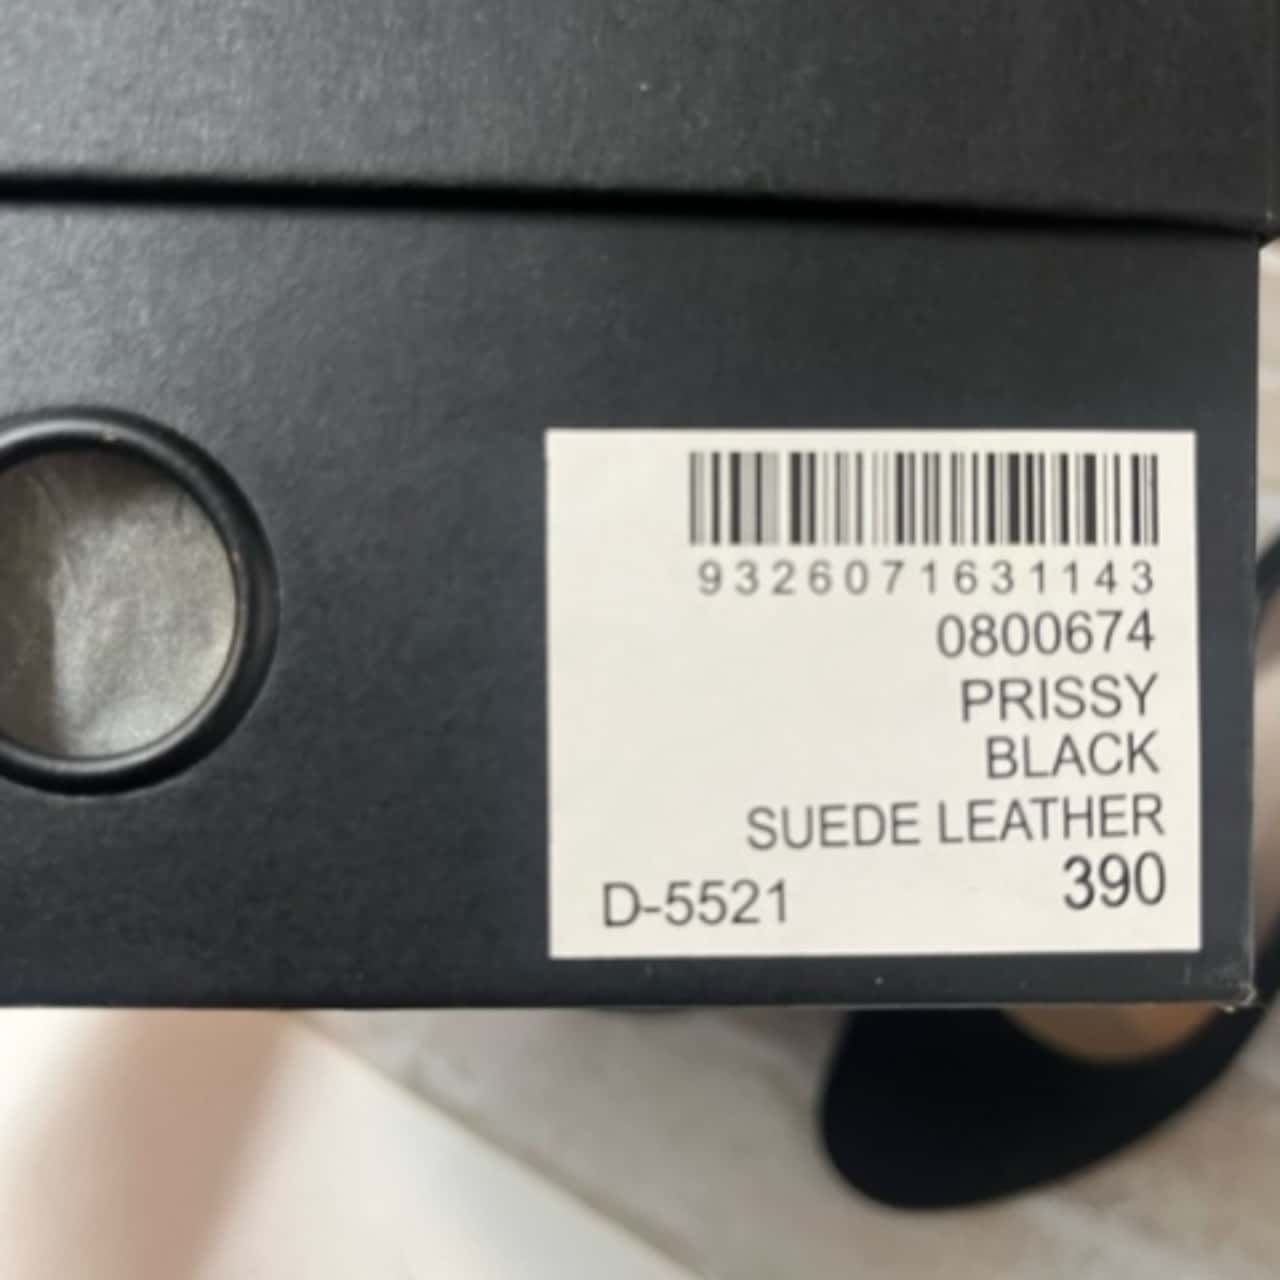 9326071631143
0800674
PRISSY
BLACK
SUEDE LEATHER
D-5521 390